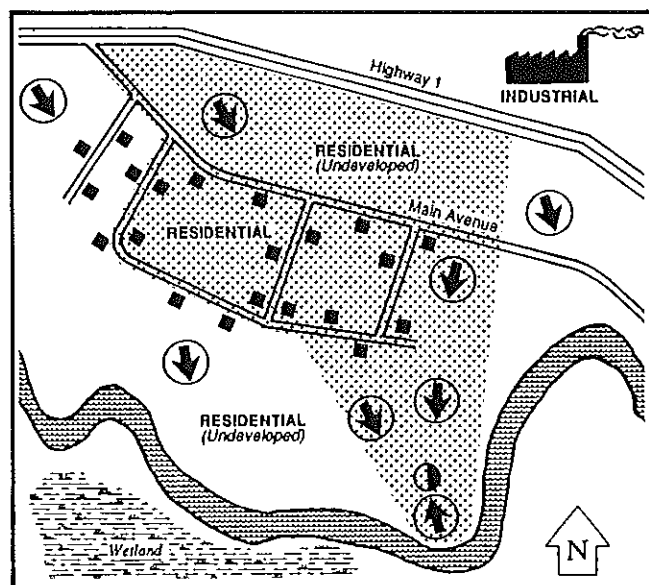 Highway 1
INDUSTRIAL
RESIDENTIAL
(Undeveloped)
Main Avenue
RESIDENTIAL
RESIDENTIAL
(Undeveloped)
Wetland
N